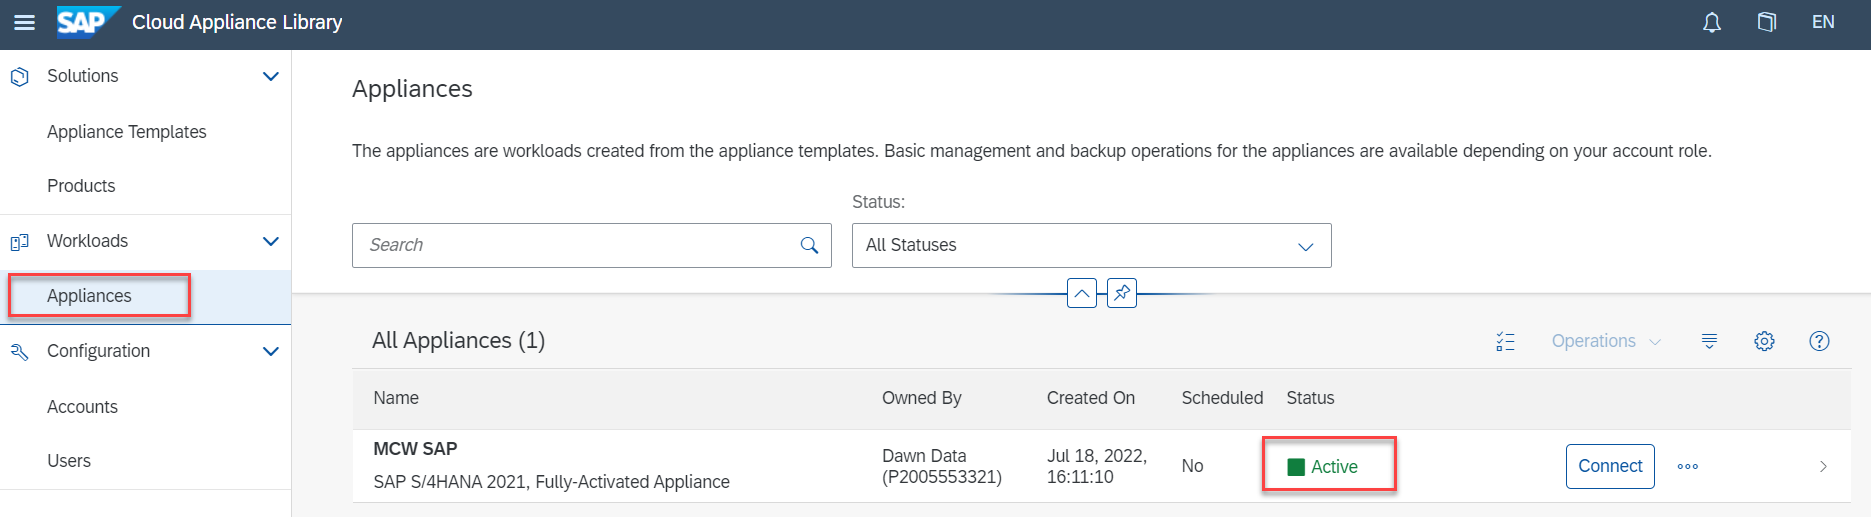 SAP Cloud Appliance Library EN
Solutions
Appliance Templates
Products
Workloads
Appliances
Configuration
Accounts
Users
Appliances
The appliances are workloads created from the appliance templates. Basic management and backup operations for the appliances are available depending on your account role.
Status:
Search
All Statuses
All Appliances (1)
Operations
Name Owned By Created On Scheduled Status
MCW SAP
SAP S/4HANA 2021, Fully-Activated Appliance
Dawn Data
(P2005553321)
Jul 18, 2022,
16:11:10
No
Active
Connect